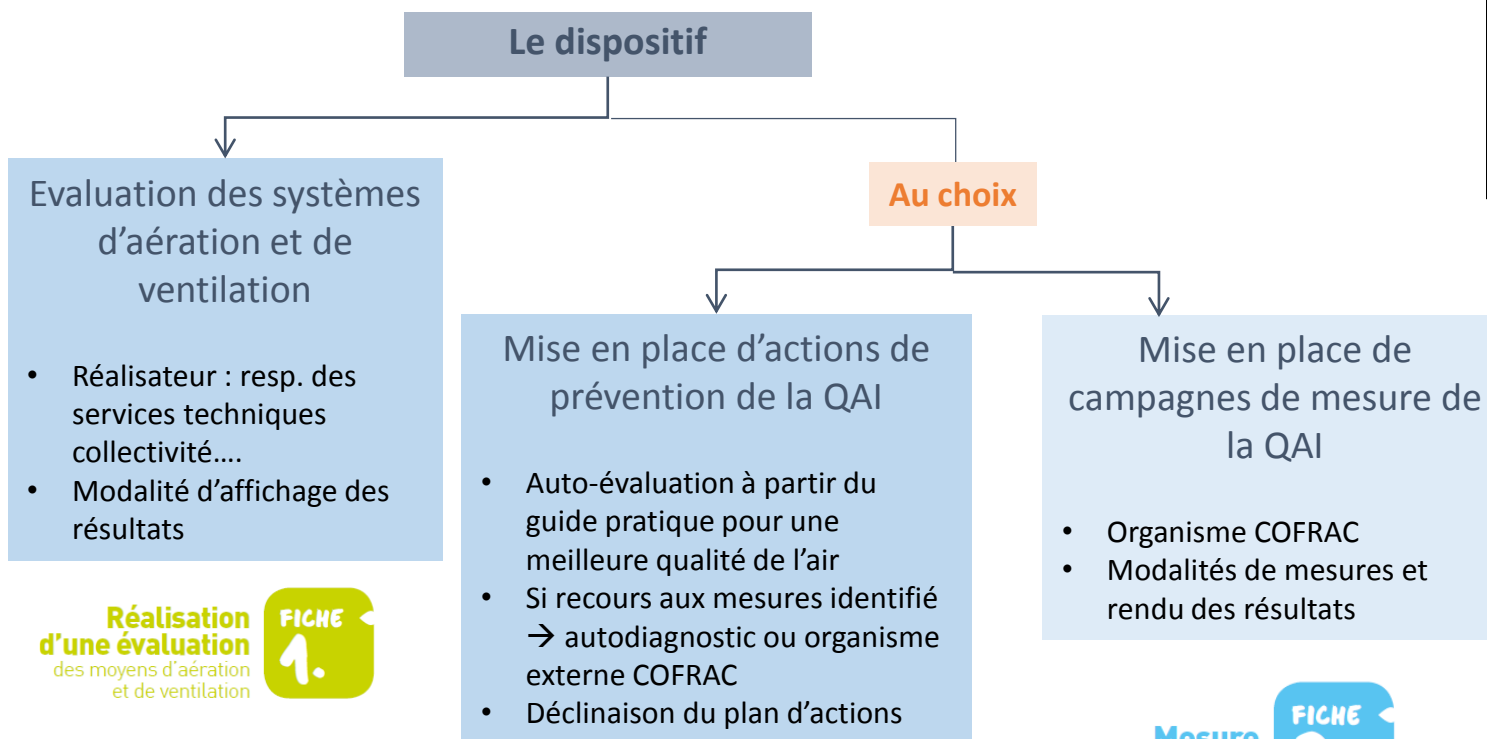 Le dispositif
Evaluation des systèmes
d’aération et de
ventilation
• Réalisateur : resp. des
services techniques
collectivité….
• Modalité d’affichage des
résultats
Réalisation
d'une évaluation
des moyens d'aération
et de ventilation
FICHE
1.
Au choix
Mise en place d’actions de
prévention de la QAI
• Auto-évaluation à partir du
guide pratique pour une
meilleure qualité de l’air
• Si recours aux mesures identifié
→ autodiagnostic ou organisme
externe COFRAC
• Déclinaison du plan d’actions
Mise en place de
campagnes de mesure de
la QAI
• Organisme COFRAC
• Modalités de mesures et
rendu des résultats
Mesure
FICHE